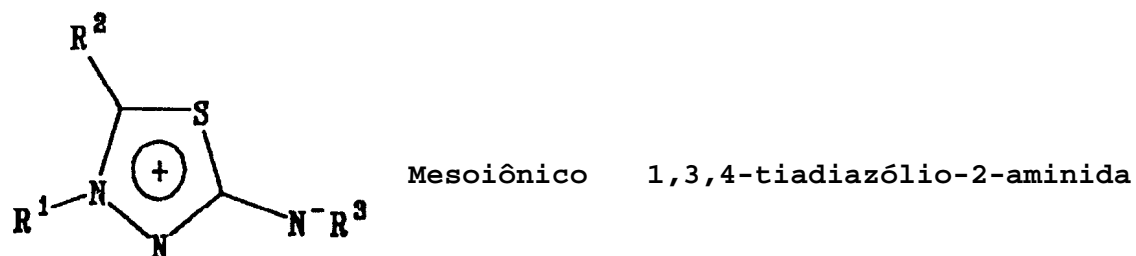 R²
S
+
N
R¹
N
N⁻ R³
Mesoiônico 1,3,4-tiadiazólio-2-aminida